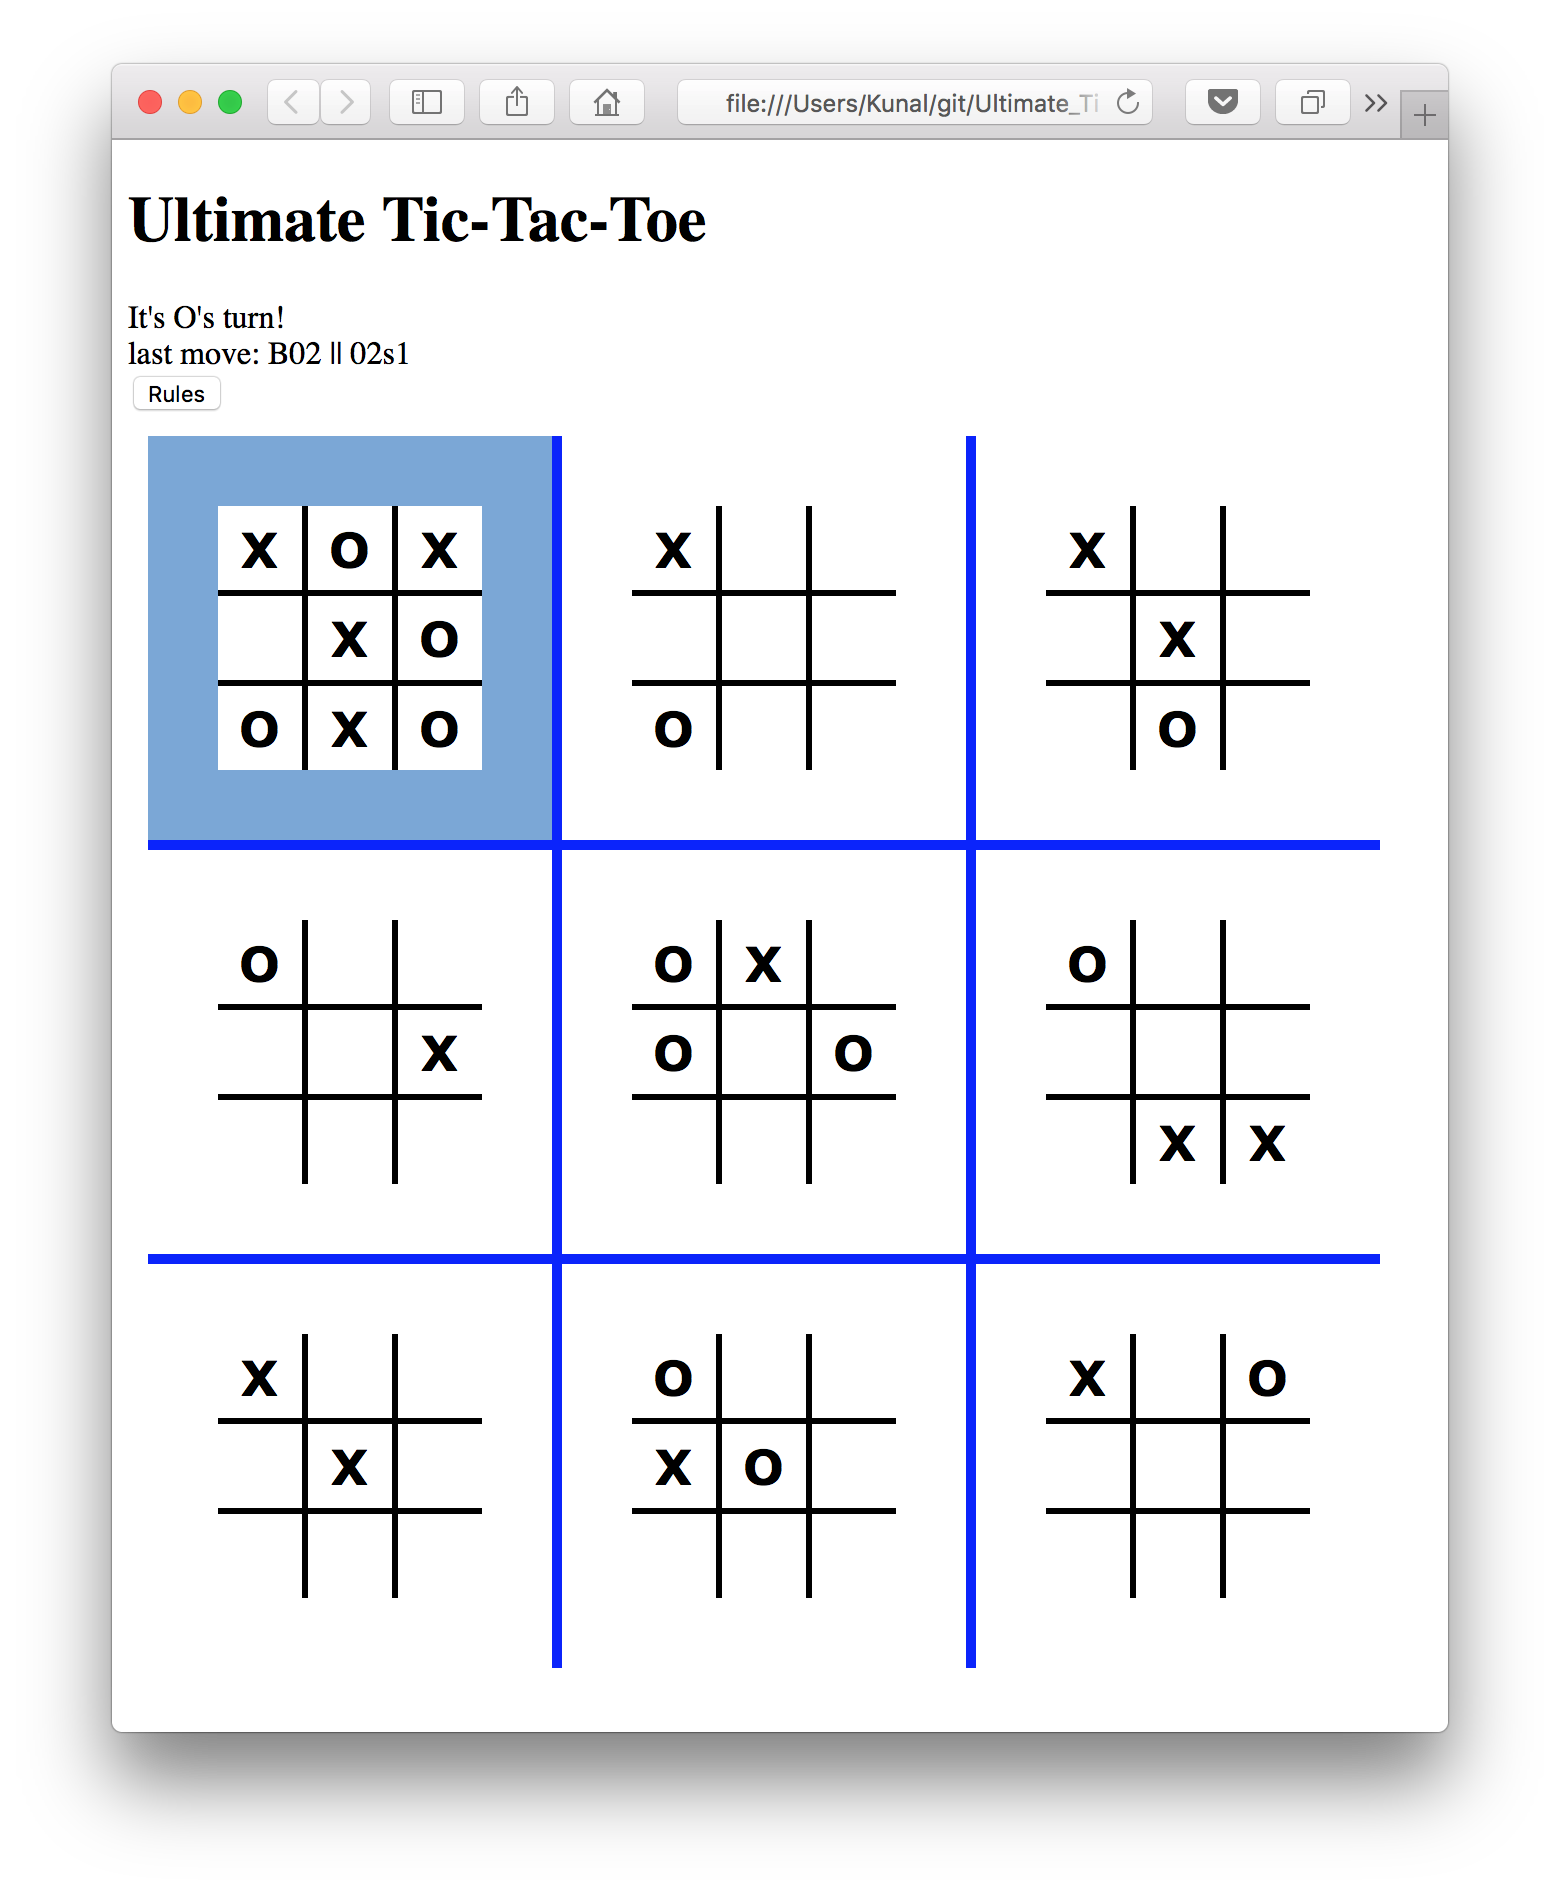 file:///Users/Kunal/git/Ultimate_Ti
Ultimate Tic-Tac-Toe
It's O's turn!
last move: B02 || 02s1
Rules
X O X X X
X O X
O X O O O
O O X O
X O O
X X
X O X O
X X O